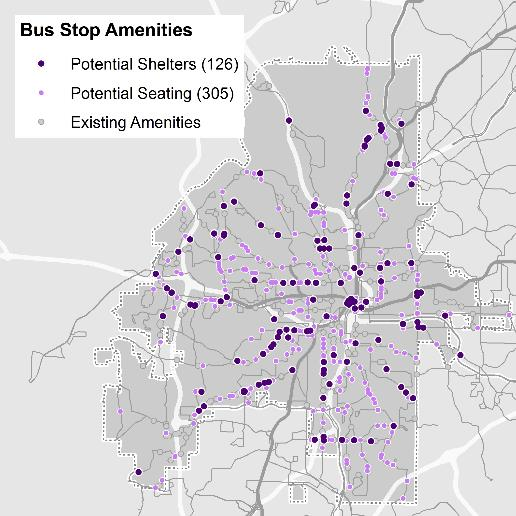 Bus Stop Amenities
Potential Shelters (126)
Potential Seating (305)
Existing Amenities